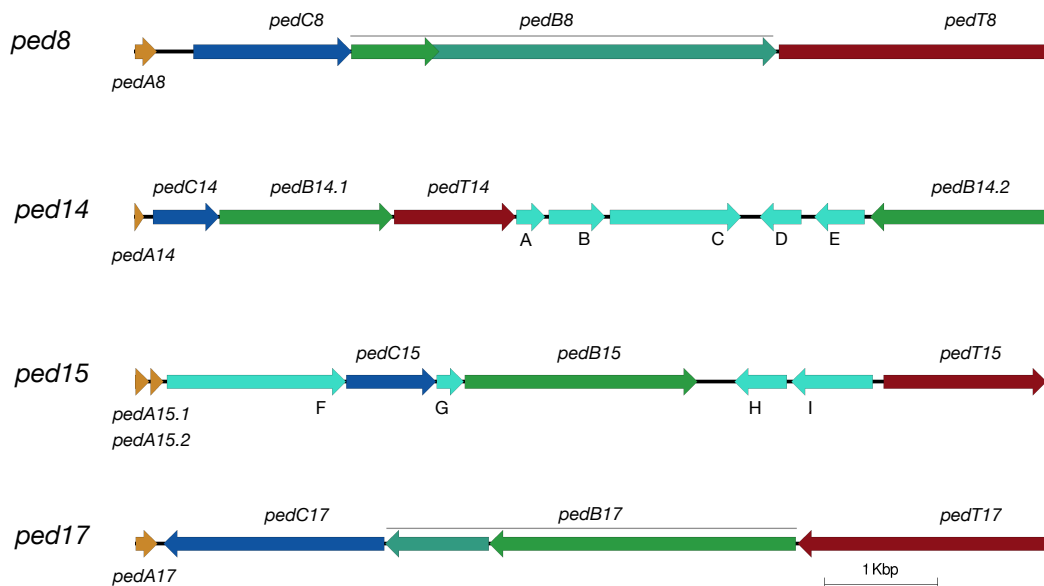 pedC8 pedB8 pedT8
ped8
pedA8
pedC14 pedB14.1 pedT14 pedB14.2
ped14
pedA14 A B C D E
pedC15 pedB15 pedT15
ped15
pedA15.1 F G H I
pedA15.2
pedC17 pedB17 pedT17
ped17
pedA17 1 Kbp